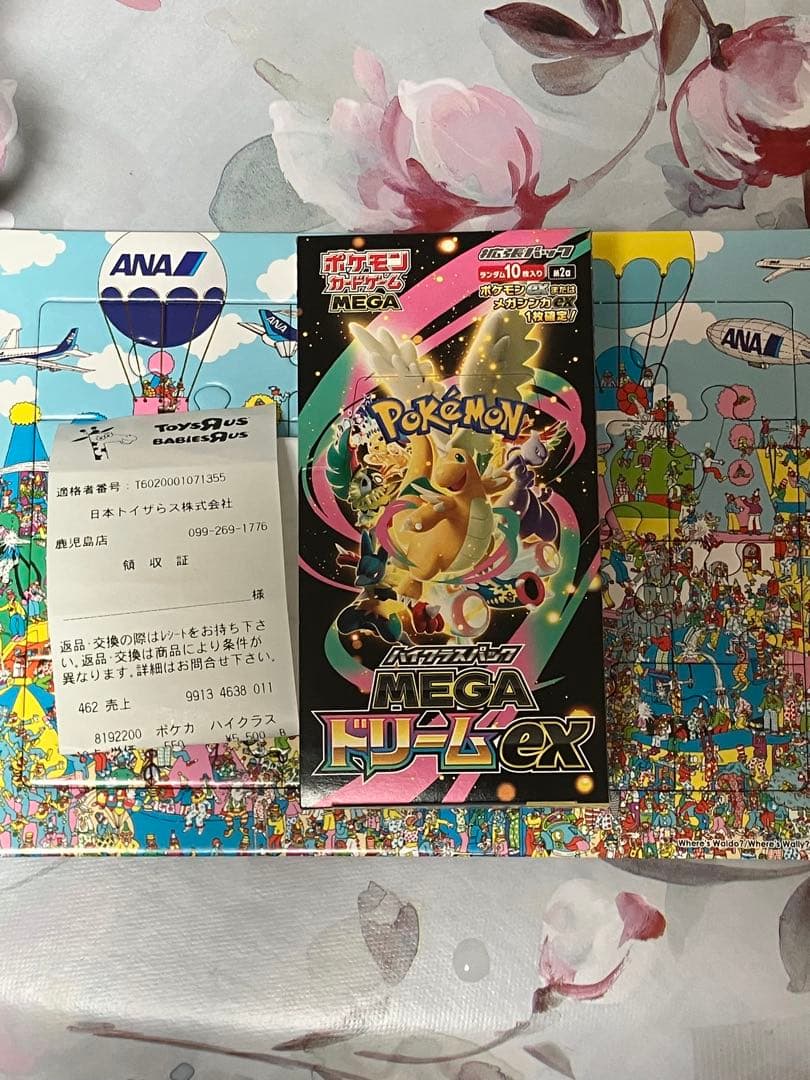 ANA
ANA
ポケモン
カードゲーム
MEGA
拡張パック
ランダム10枚入り
M2a
ポケモンexまたは
メガシンカex
1枚確定!
POKéMON
ハイクラスパック
MEGA
ドリームex
TOYSRUS
BABIESRUS
適格者番号: T6020001071355
日本トイザらス株式会社
鹿児島店 099-269-1776
領 収 証
様
返品・交換の際はレシートをお持ち下さ
い。返品・交換は商品により条件が
異なります。詳細はお問合せ下さい。
462 売上 9913 4638 011
8192200 ポケカ ハイクラス
Where's Waldo?/Where's Wally?